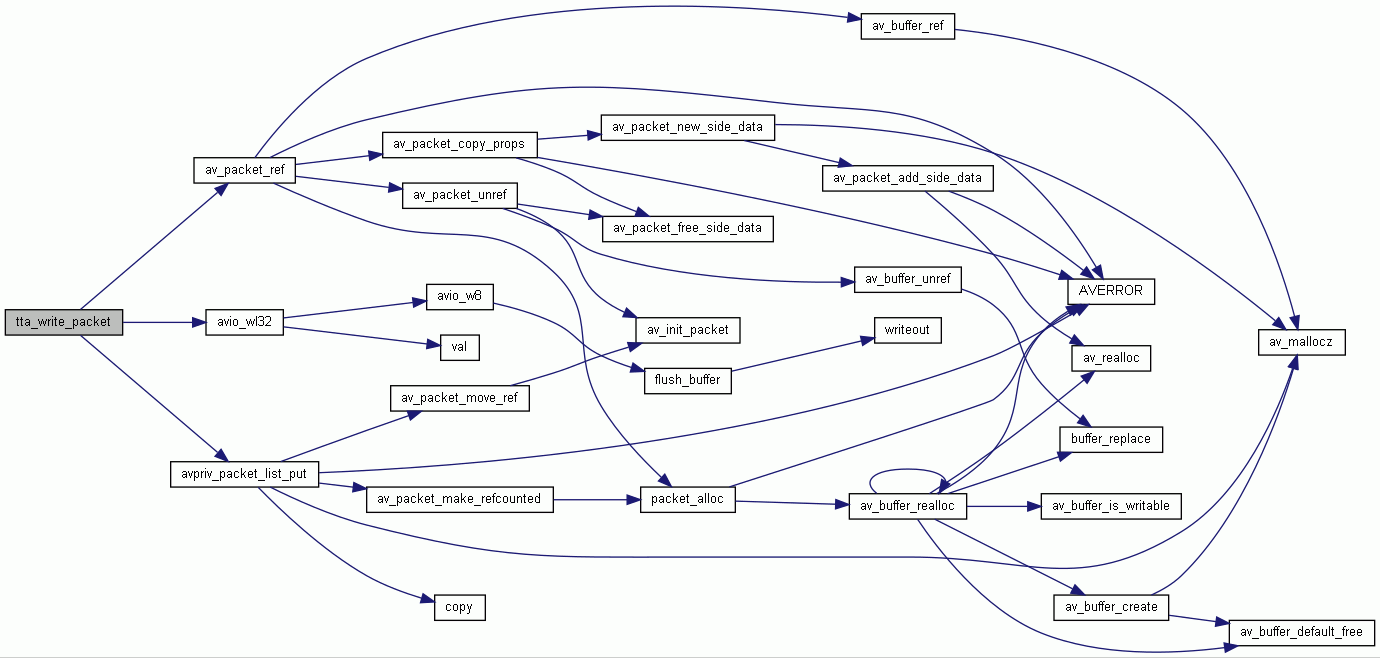 av_buffer_ref
av_packet_new_side_data
av_packet_copy_props
av_packet_ref
av_packet_add_side_data
av_packet_unref
av_packet_free_side_data
av_buffer_unref
AVERROR
avio_w8
tta_write_packet
avio_wl32
av_init_packet
writeout
av_mallocz
val
av_realloc
flush_buffer
av_packet_move_ref
buffer_replace
avpriv_packet_list_put
av_packet_make_refcounted
packet_alloc
av_buffer_realloc
av_buffer_is_writable
copy
av_buffer_create
av_buffer_default_free